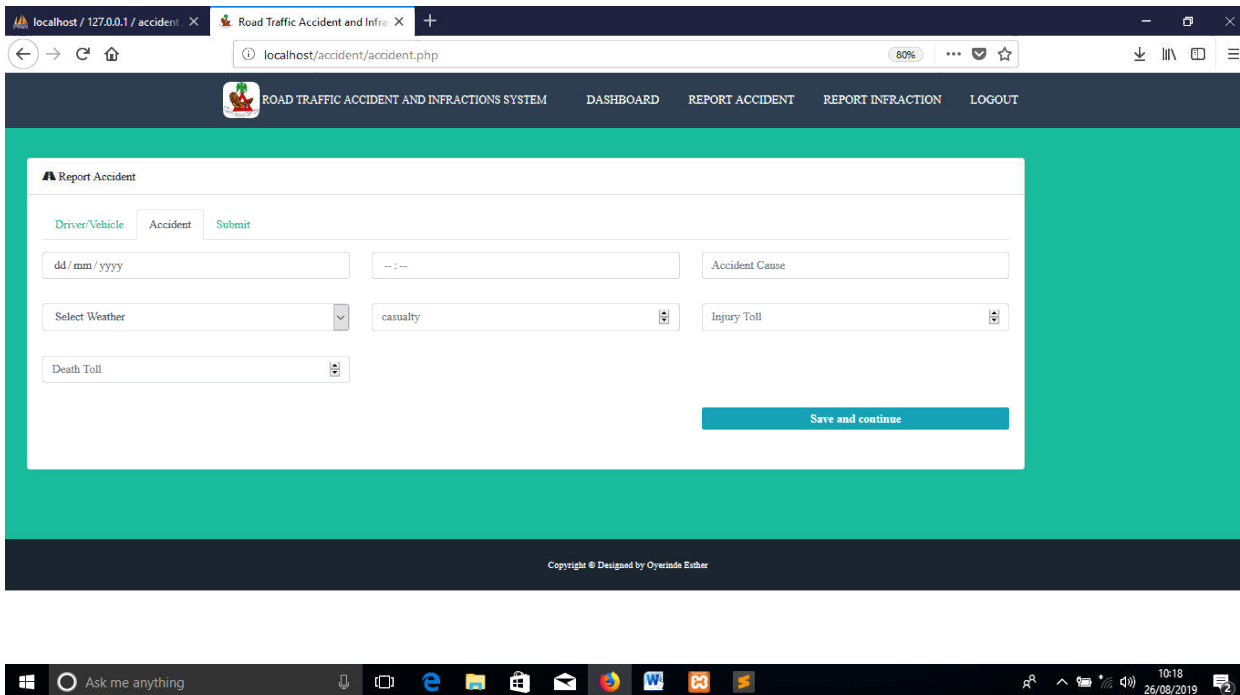 localhost / 127.0.0.1 / accident
Road Traffic Accident and Infra
localhost/accident/accident.php
80%
ROAD TRAFFIC ACCIDENT AND INFRACTIONS SYSTEM DASHBOARD REPORT ACCIDENT REPORT INFRACTION LOGOUT
Report Accident
Driver/Vehicle Accident Submit
dd / mm / yyyy -- : -- Accident Cause
Select Weather casualty Injury Toll
Death Toll
Save and continue
Copyright © Designed by Oyerinde Esther
Ask me anything
10:18
26/08/2019
2